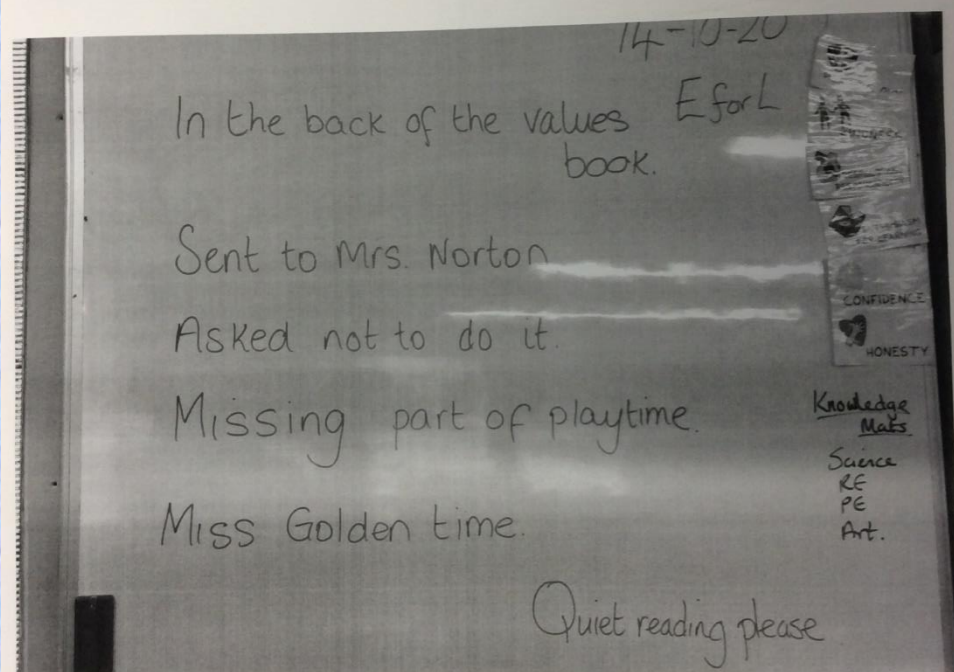 14-10-20
In the back of the values E for L
book.
Sent to Mrs. Norton
Asked not to do it.
Missing part of playtime.
Miss Golden time.
Quiet reading please
CONFIDENCE
HONESTY
Knowledge
Mats
Science
RE
PE
Art.